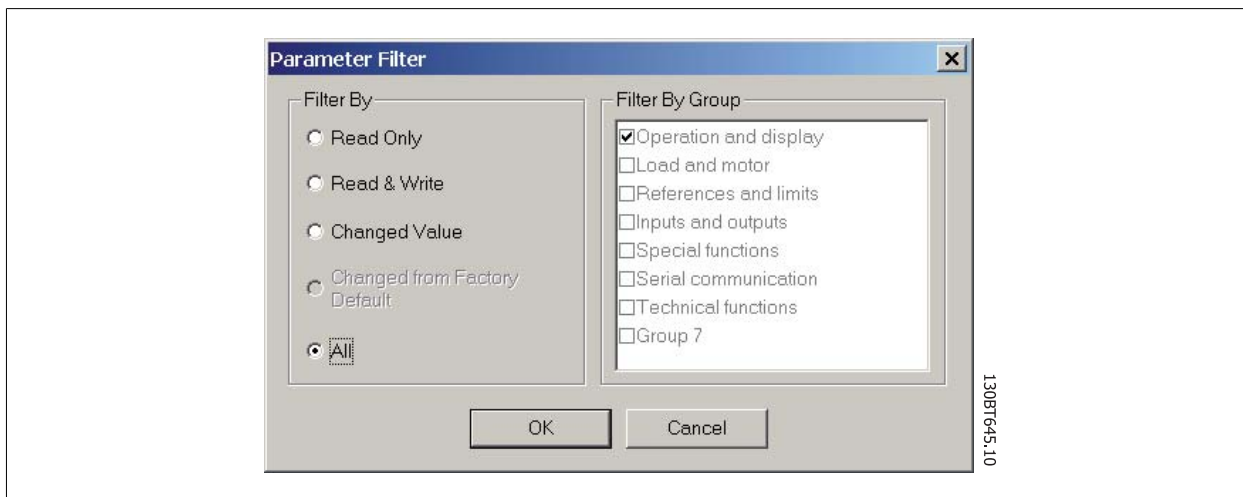 Parameter Filter
Filter By
Read Only
Read & Write
Changed Value
Changed from Factory
Default
All
Filter By Group
Operation and display
Load and motor
References and limits
Inputs and outputs
Special functions
Serial communication
Technical functions
Group 7
OK
Cancel
130BT645.10